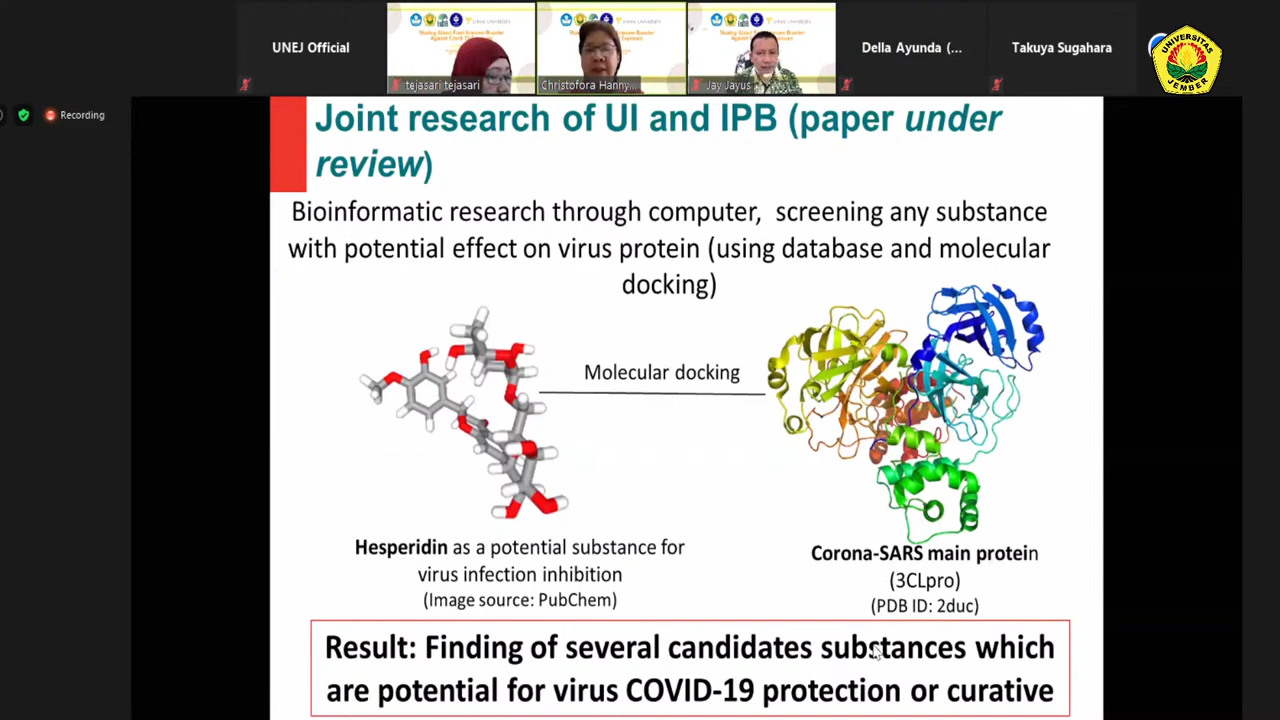 UNEJ Official
tejasari tejasari
Christofora Hanny...
Jay Jayus
Della Ayunda (...
Takuya Sugahara
UNIVERSITAS
JEMBER
Recording
Joint research of UI and IPB (paper under
review)
Bioinformatic research through computer, screening any substance
with potential effect on virus protein (using database and molecular
docking)
Molecular docking
Hesperidin as a potential substance for
virus infection inhibition
(Image source: PubChem)
Corona-SARS main protein
(3CLpro)
(PDB ID: 2duc)
Result: Finding of several candidates substances which
are potential for virus COVID-19 protection or curative